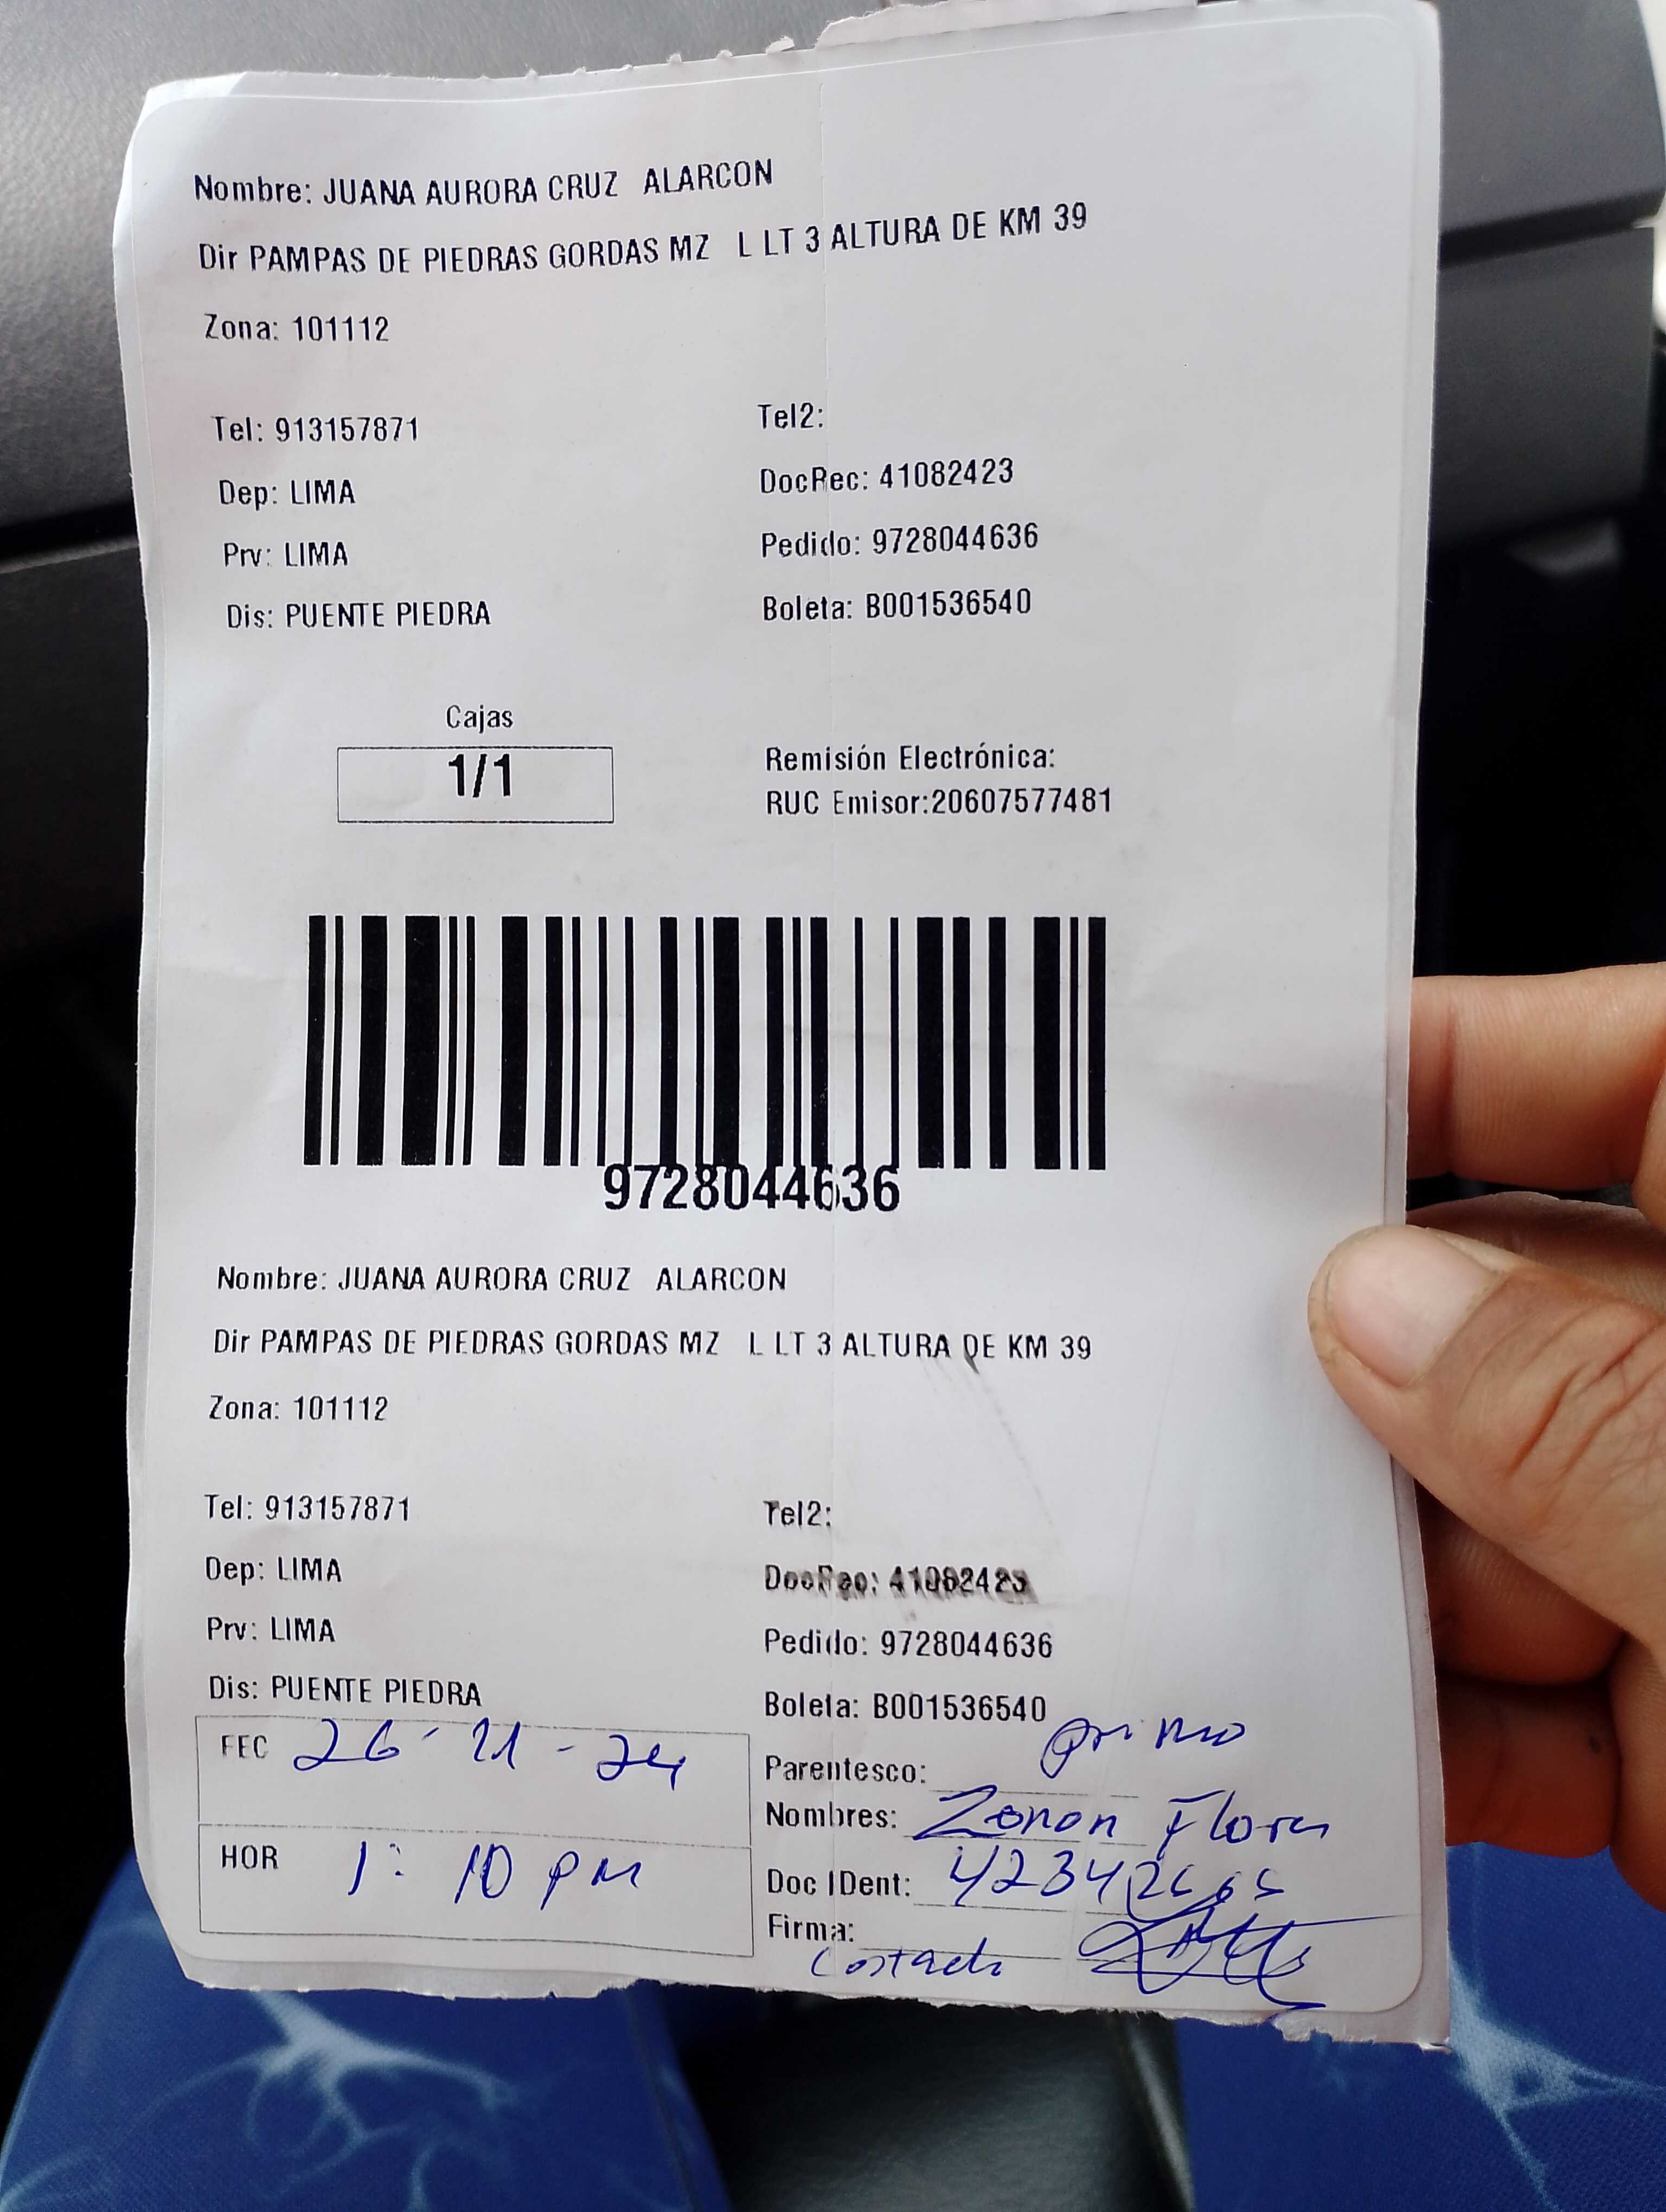 Nombre: JUANA AURORA CRUZ ALARCON
Dir PAMPAS DE PIEDRAS GORDAS MZ L LT 3 ALTURA DE KM 39
Zona: 101112
Tel: 913157871
Tel2:
Dep: LIMA
DocRec: 41082423
Prv: LIMA
Pedido: 9728044636
Dis: PUENTE PIEDRA
Boleta: B001536540
Cajas
1/1
Remisión Electrónica:
RUC Emisor:20607577481
9728044636
Nombre: JUANA AURORA CRUZ ALARCON
Dir PAMPAS DE PIEDRAS GORDAS MZ L LT 3 ALTURA DE KM 39
Zona: 101112
Tel: 913157871
Tel2:
Dep: LIMA
DocRec: 41082423
Prv: LIMA
Pedido: 9728044636
Dis: PUENTE PIEDRA
Boleta: B001536540
FEC 26-11-24
Parentesco: primo
Nombres: Zenon Flores
HOR 1:10 PM
Doc IDent:
Firma: